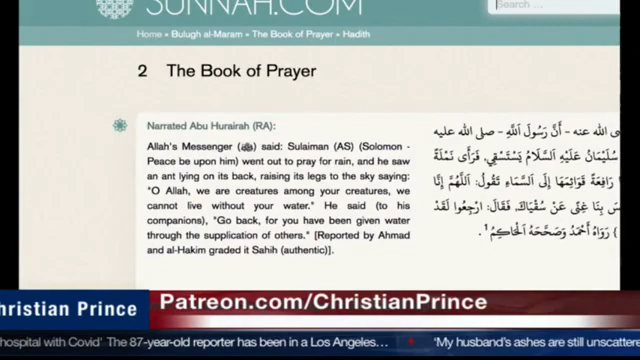 SUNNAH.COM
Search ...
Home » Bulugh al-Maram » The Book of Prayer » Hadith
2 The Book of Prayer
Narrated Abu Hurairah (RA):
Allah's Messenger (ﷺ) said: Sulaiman (AS) (Solomon -
Peace be upon him) went out to pray for rain, and he saw
an ant lying on its back, raising its legs to the sky saying:
"O Allah, we are creatures among your creatures, we
cannot live without your water." He said (to his
companions), "Go back, for you have been given water
through the supplication of others." [Reported by Ahmad
and al-Hakim graded it Sahih (authentic)].
الله عنه -أَنَّ رَسُولَ اَللَّهِ- صلى الله عليه
سُلَيْمَانُ عَلَيْهِ اَلسَّلَامُ يَسْتَسْقِي, فَرَأَى نَمْلَةً
رَافِعَةً قَوَائِمَهَا إِلَى اَلسَّمَاءِ تَقُولُ: اَللَّهُمَّ إِنَّا
بِنَا غِنًى عَنْ سُقْيَاكَ, فَقَالَ: ارْجِعُوا لَقَدْ
) رَوَاهُ أَحْمَدُ وَصَحَّحَهُ اَلْحَاكِمُ 1 .
Christian Prince
Patreon.com/ChristianPrince
hospital with Covid' The 87-year-old reporter has been in a Los Angeles... 'My husband's ashes are still unscattere